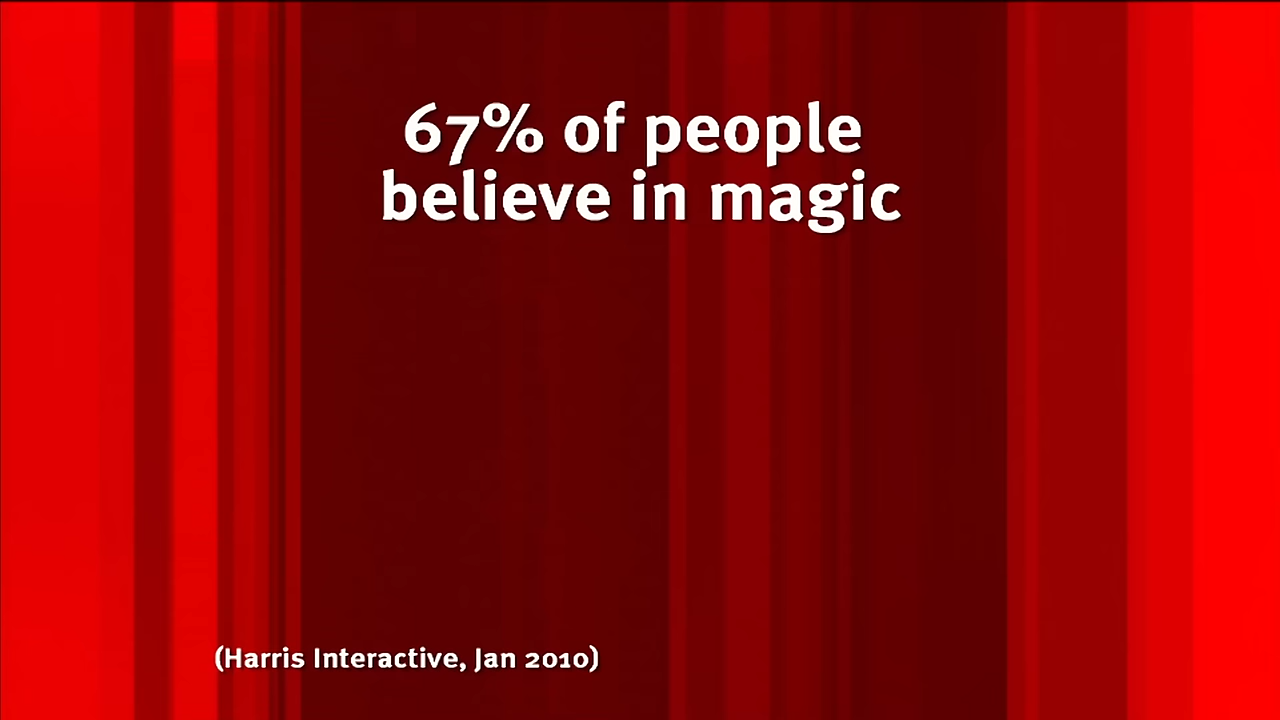 67% of people
believe in magic
(Harris Interactive, Jan 2010)